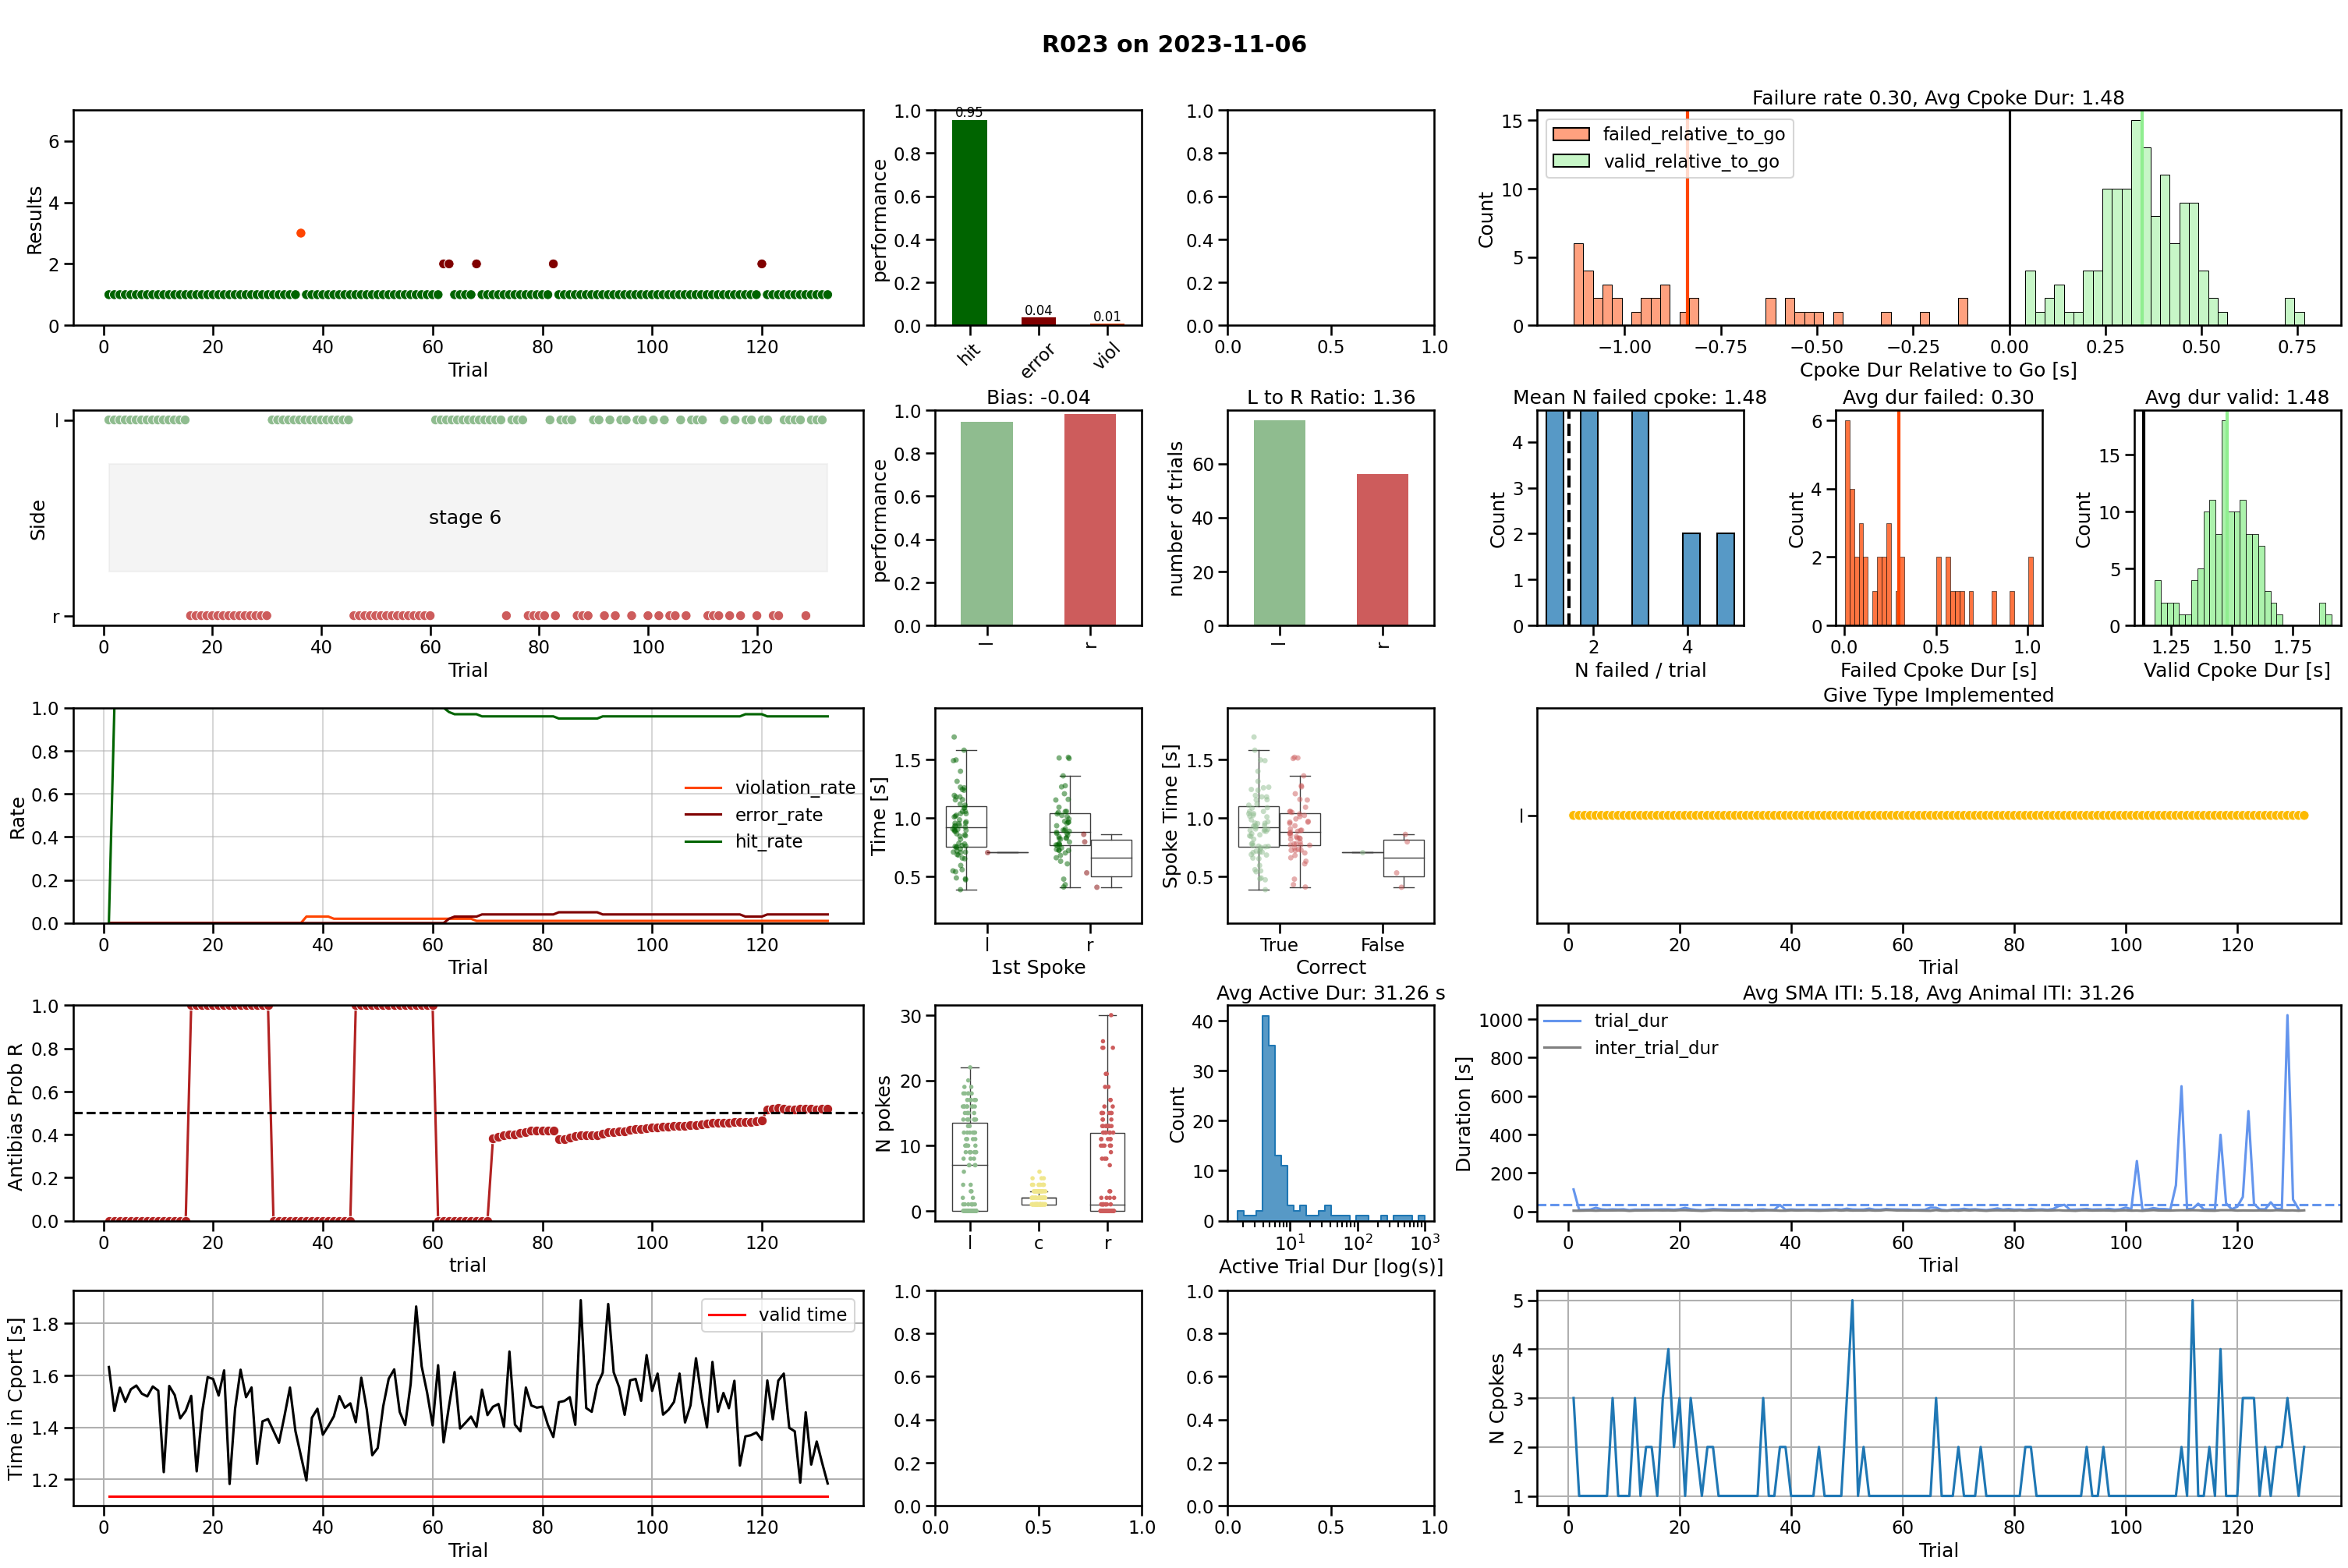 R023 on 2023-11-06
Results
6
4
2
0
0 20 40 60 80 100 120
Trial
performance
1.0
0.8
0.6
0.4
0.2
0.0
0.95
0.04
0.01
hit error viol
1.0
0.8
0.6
0.4
0.2
0.0
0.0 0.5 1.0
Failure rate 0.30, Avg Cpoke Dur: 1.48
failed_relative_to_go
valid_relative_to_go
Count
15
10
5
0
−1.00 −0.75 −0.50 −0.25 0.00 0.25 0.50 0.75
Cpoke Dur Relative to Go [s]
Side
l
r
stage 6
0 20 40 60 80 100 120
Trial
Bias: -0.04
performance
1.0
0.8
0.6
0.4
0.2
0.0
l r
L to R Ratio: 1.36
number of trials
60
40
20
0
l r
Mean N failed cpoke: 1.48
Count
4
3
2
1
0
2 4
N failed / trial
Avg dur failed: 0.30
Count
6
4
2
0
0.0 0.5 1.0
Failed Cpoke Dur [s]
Avg dur valid: 1.48
Count
15
10
5
0
1.25 1.50 1.75
Valid Cpoke Dur [s]
Rate
1.0
0.8
0.6
0.4
0.2
0.0
violation_rate
error_rate
hit_rate
0 20 40 60 80 100 120
Trial
Time [s]
1.5
1.0
0.5
l r
1st Spoke
Spoke Time [s]
1.5
1.0
0.5
True False
Correct
Give Type Implemented
l
0 20 40 60 80 100 120
Trial
Antibias Prob R
1.0
0.8
0.6
0.4
0.2
0.0
0 20 40 60 80 100 120
trial
N pokes
30
20
10
0
l c r
Avg Active Dur: 31.26 s
Count
40
30
20
10
0
10¹ 10² 10³
Active Trial Dur [log(s)]
Avg SMA ITI: 5.18, Avg Animal ITI: 31.26
trial_dur
inter_trial_dur
Duration [s]
1000
800
600
400
200
0
0 20 40 60 80 100 120
Trial
Time in Cport [s]
1.8
1.6
1.4
1.2
valid time
0 20 40 60 80 100 120
Trial
1.0
0.8
0.6
0.4
0.2
0.0
0.0 0.5 1.0
1.0
0.8
0.6
0.4
0.2
0.0
0.0 0.5 1.0
N Cpokes
5
4
3
2
1
0 20 40 60 80 100 120
Trial